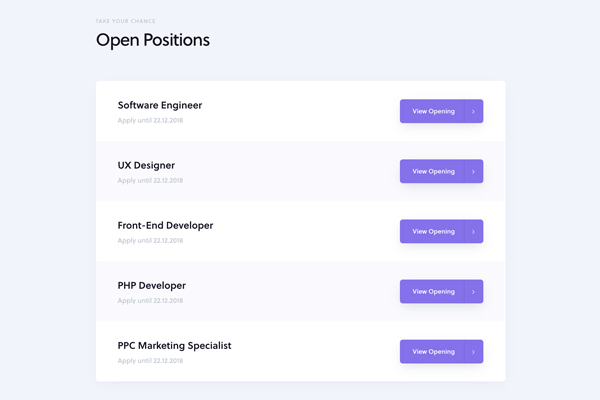 TAKE YOUR CHANCE
Open Positions
Software Engineer
Apply until 22.12.2018
View Opening
UX Designer
Apply until 22.12.2018
View Opening
Front-End Developer
Apply until 22.12.2018
View Opening
PHP Developer
Apply until 22.12.2018
View Opening
PPC Marketing Specialist
Apply until 22.12.2018
View Opening